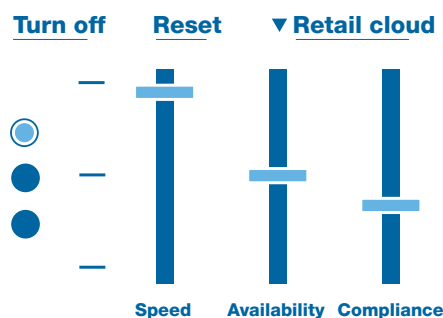 Turn off Reset ▼ Retail cloud
Speed Availability Compliance